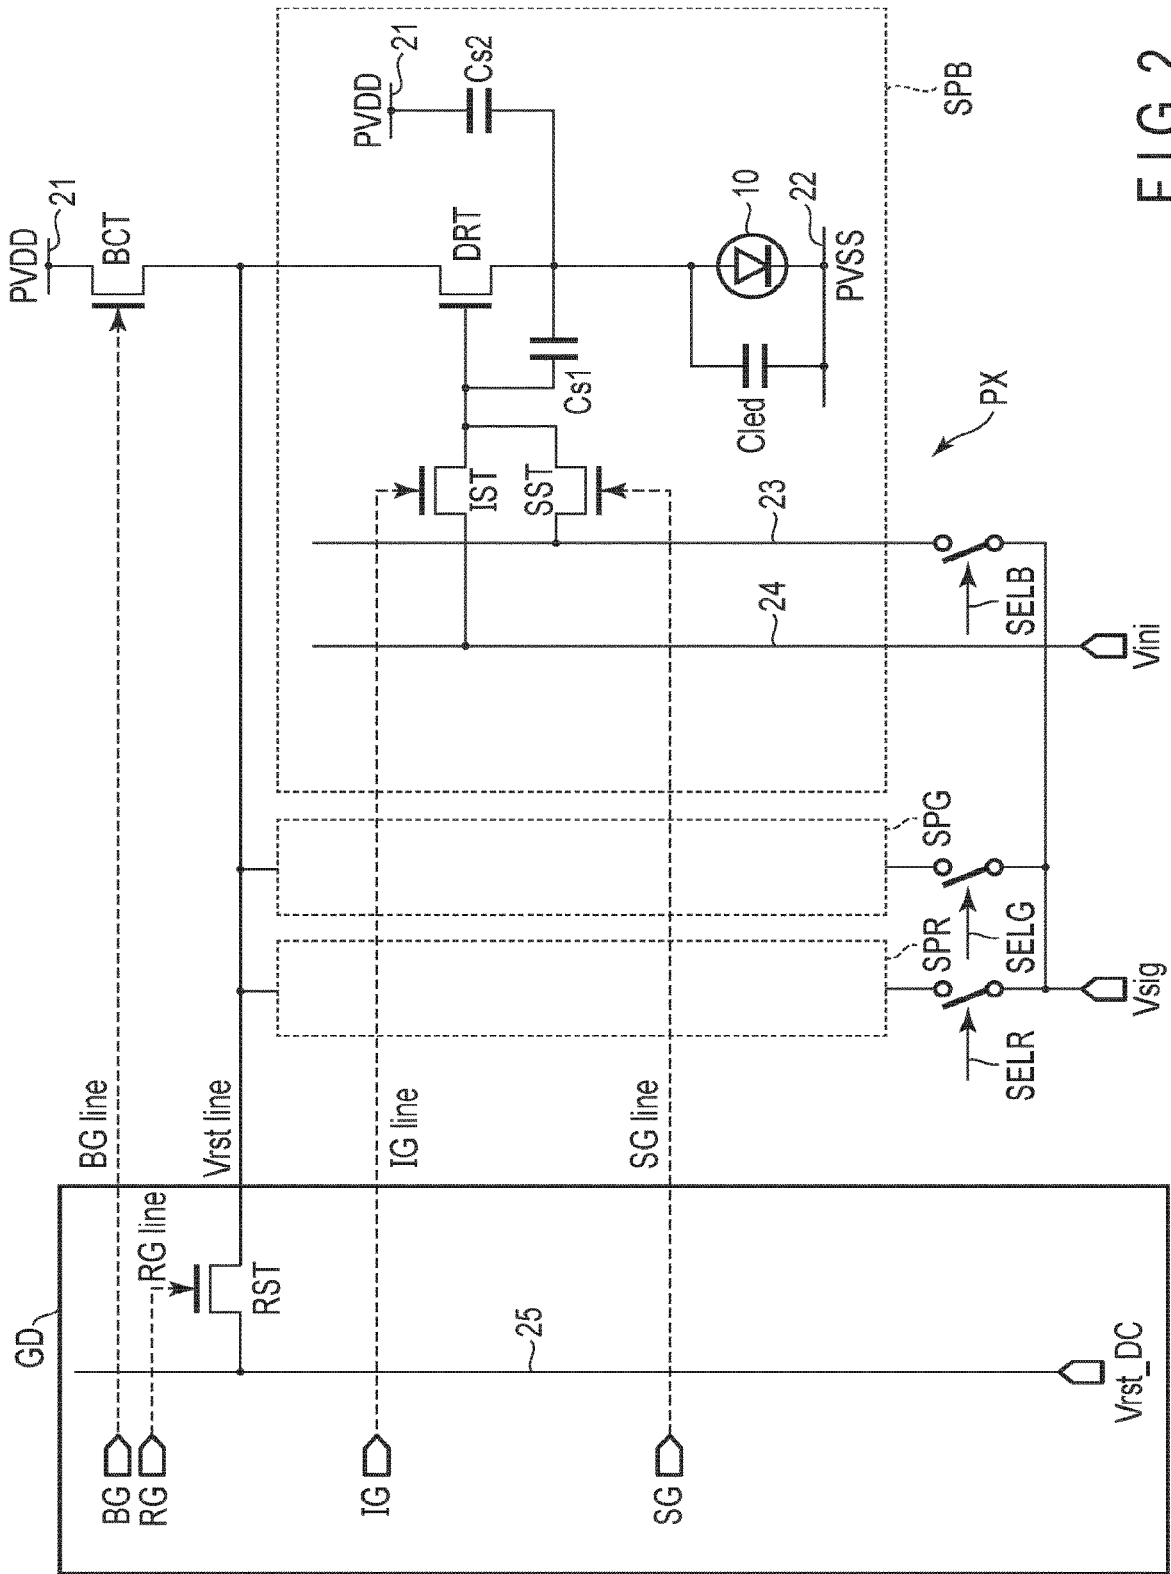 PVDD
21
BCT
PVDD
21
Cs2
DRT
Cs1
SPB
10
22
PVSS
Cled
IST
SST
PX
23
24
SELB
Vini
SPG
SELG
SPR
SELR
Vsig
BG line
Vrst line
IG line
SG line
RG line
RST
GD
25
Vrst_DC
BG
RG
IG
SG
FIG 2